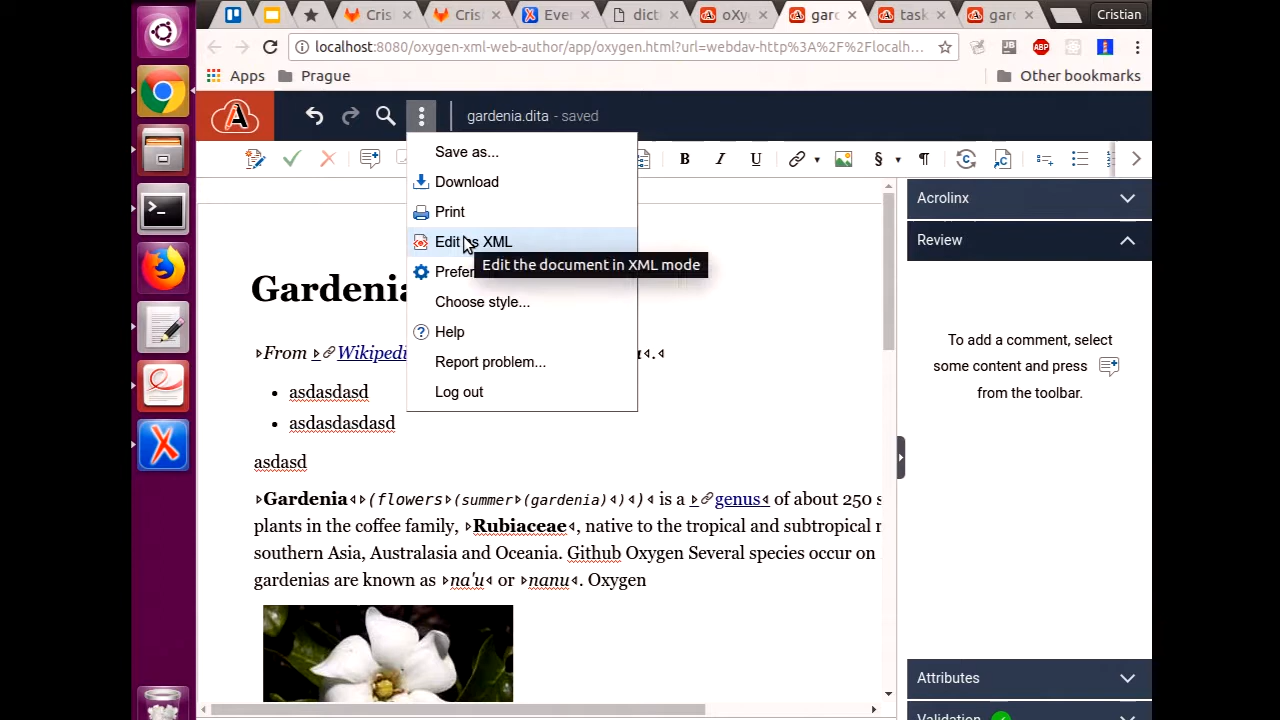 Cris
Cris
Ever
dict
oXy
garc
task
gar
Cristian
localhost:8080/oxygen-xml-web-author/app/oxygen.html?url=webdav-http%3A%2F%2Flocalh...
JB
ABP
Apps
Prague
Other bookmarks
A
gardenia.dita - saved
B I U §
Save as...
Download
Print
Edit as XML
Edit the document in XML mode
Prefer
Choose style...
Help
Report problem...
Log out
Acrolinx
Review
To add a comment, select
some content and press
from the toolbar.
Attributes
Validation
Gardenia
From Wikipedi
asdasdasd
asdasdasdasd
asdasd
Gardenia (flowers (summer (gardenia) ) ) is a genus of about 250 s
plants in the coffee family, Rubiaceae, native to the tropical and subtropical r
southern Asia, Australasia and Oceania. Github Oxygen Several species occur on
gardenias are known as na'u or nanu. Oxygen